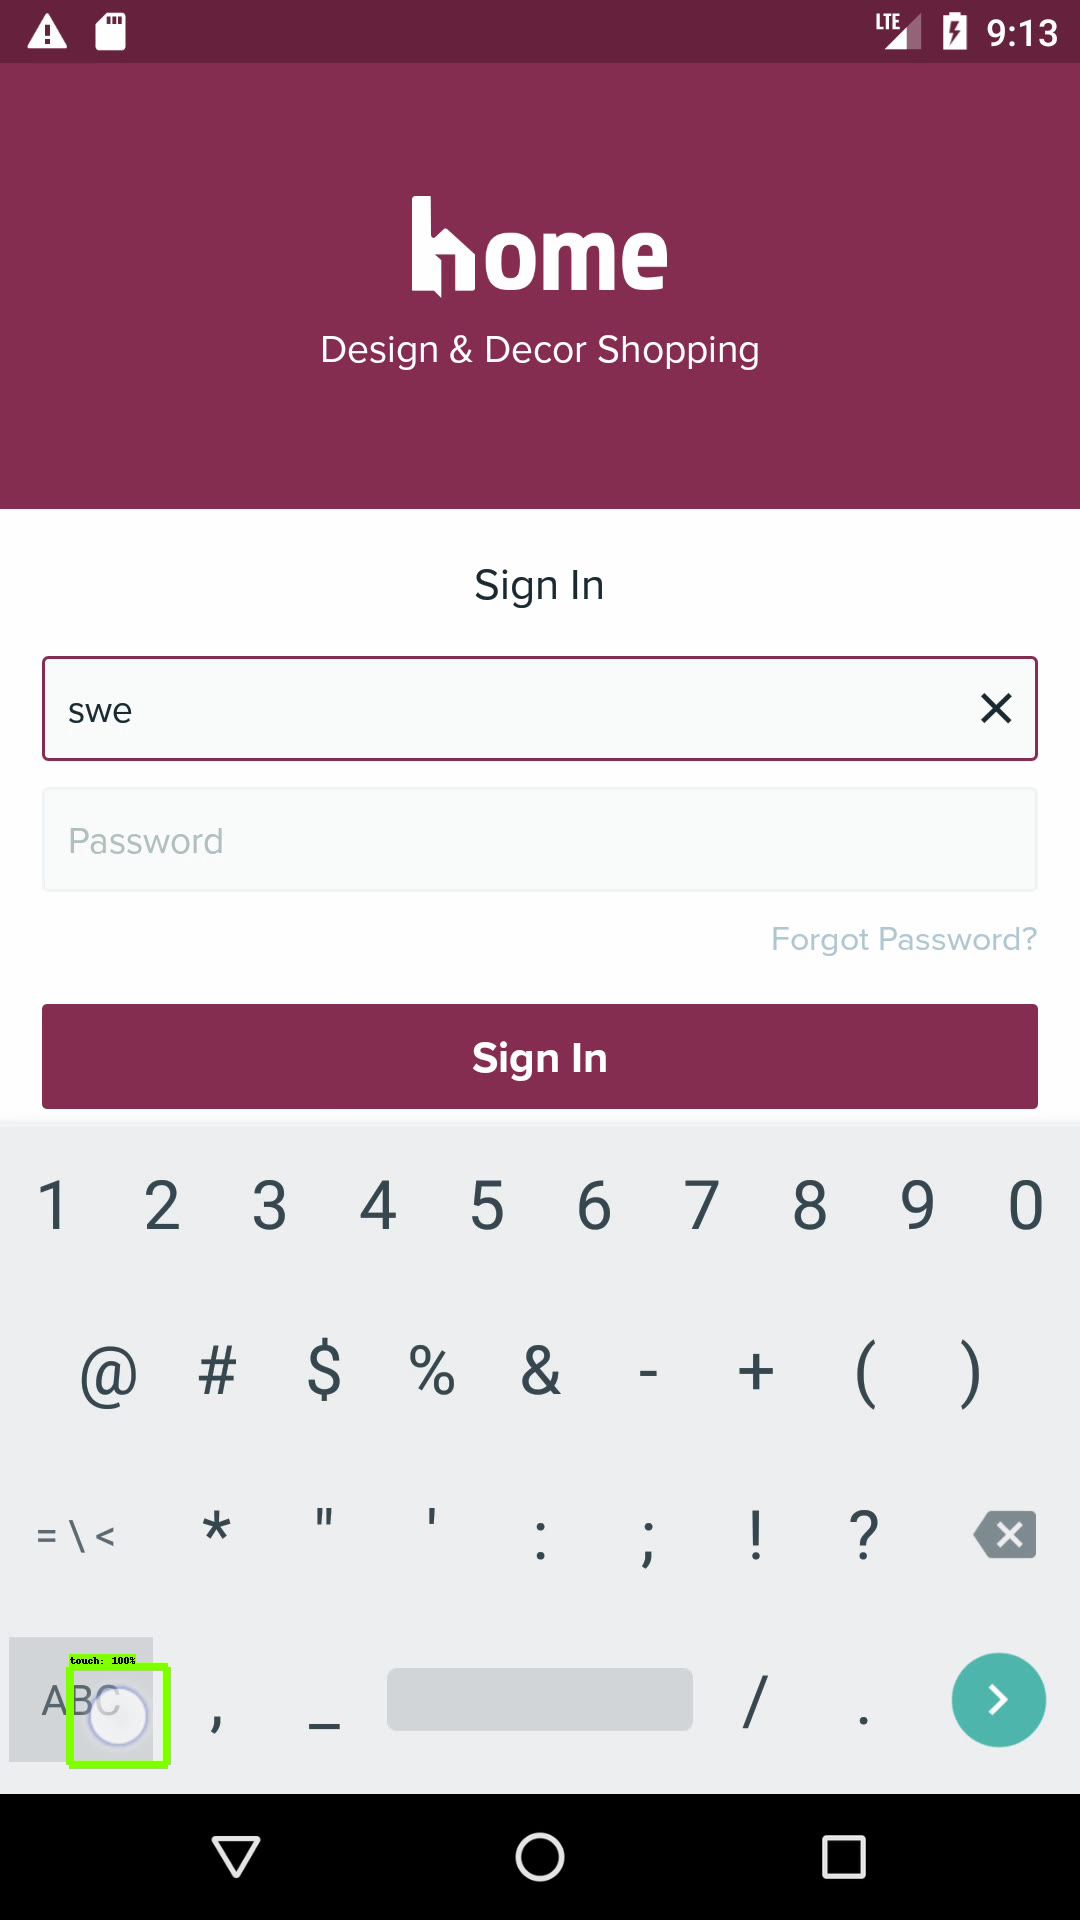 LTE 9:13
home
Design & Decor Shopping
Sign In
swe
Password
Forgot Password?
Sign In
1 2 3 4 5 6 7 8 9 0
@ # $ % & - + ( )
= \ < * " ' : ; ! ?
touch: 100%
ABC , _ / .